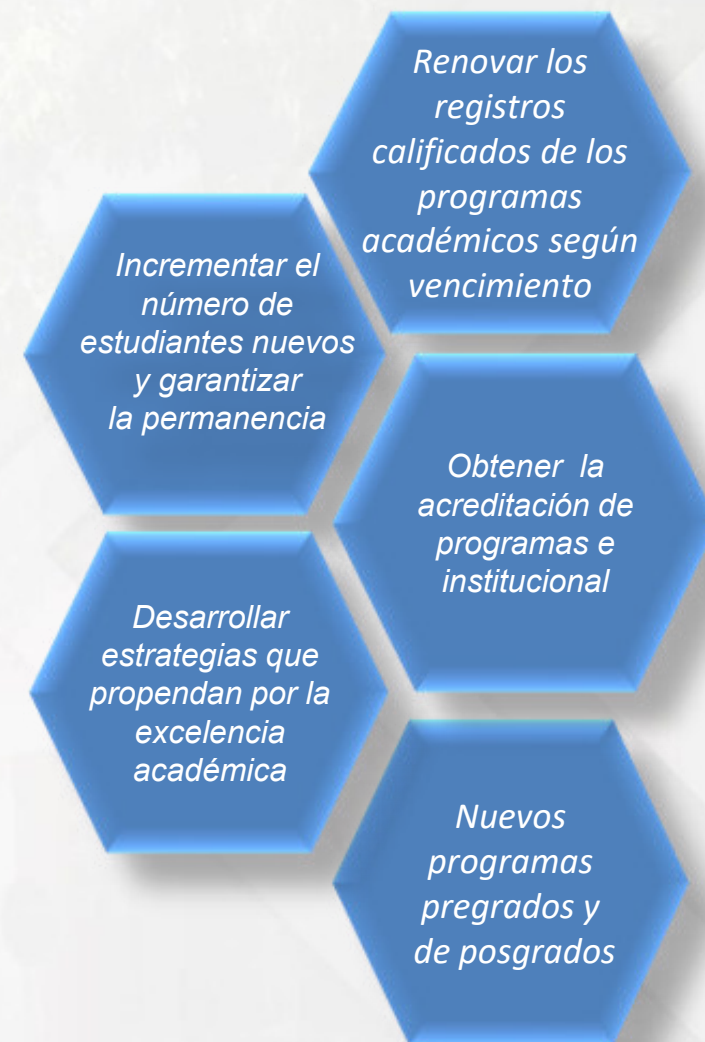 Renovar los
registros
calificados de los
programas
académicos según
vencimiento
Incrementar el
número de
estudiantes nuevos
y garantizar
la permanencia
Obtener la
acreditación de
programas e
institucional
Desarrollar
estrategias que
propendan por la
excelencia
académica
Nuevos
programas
pregrados y
de posgrados